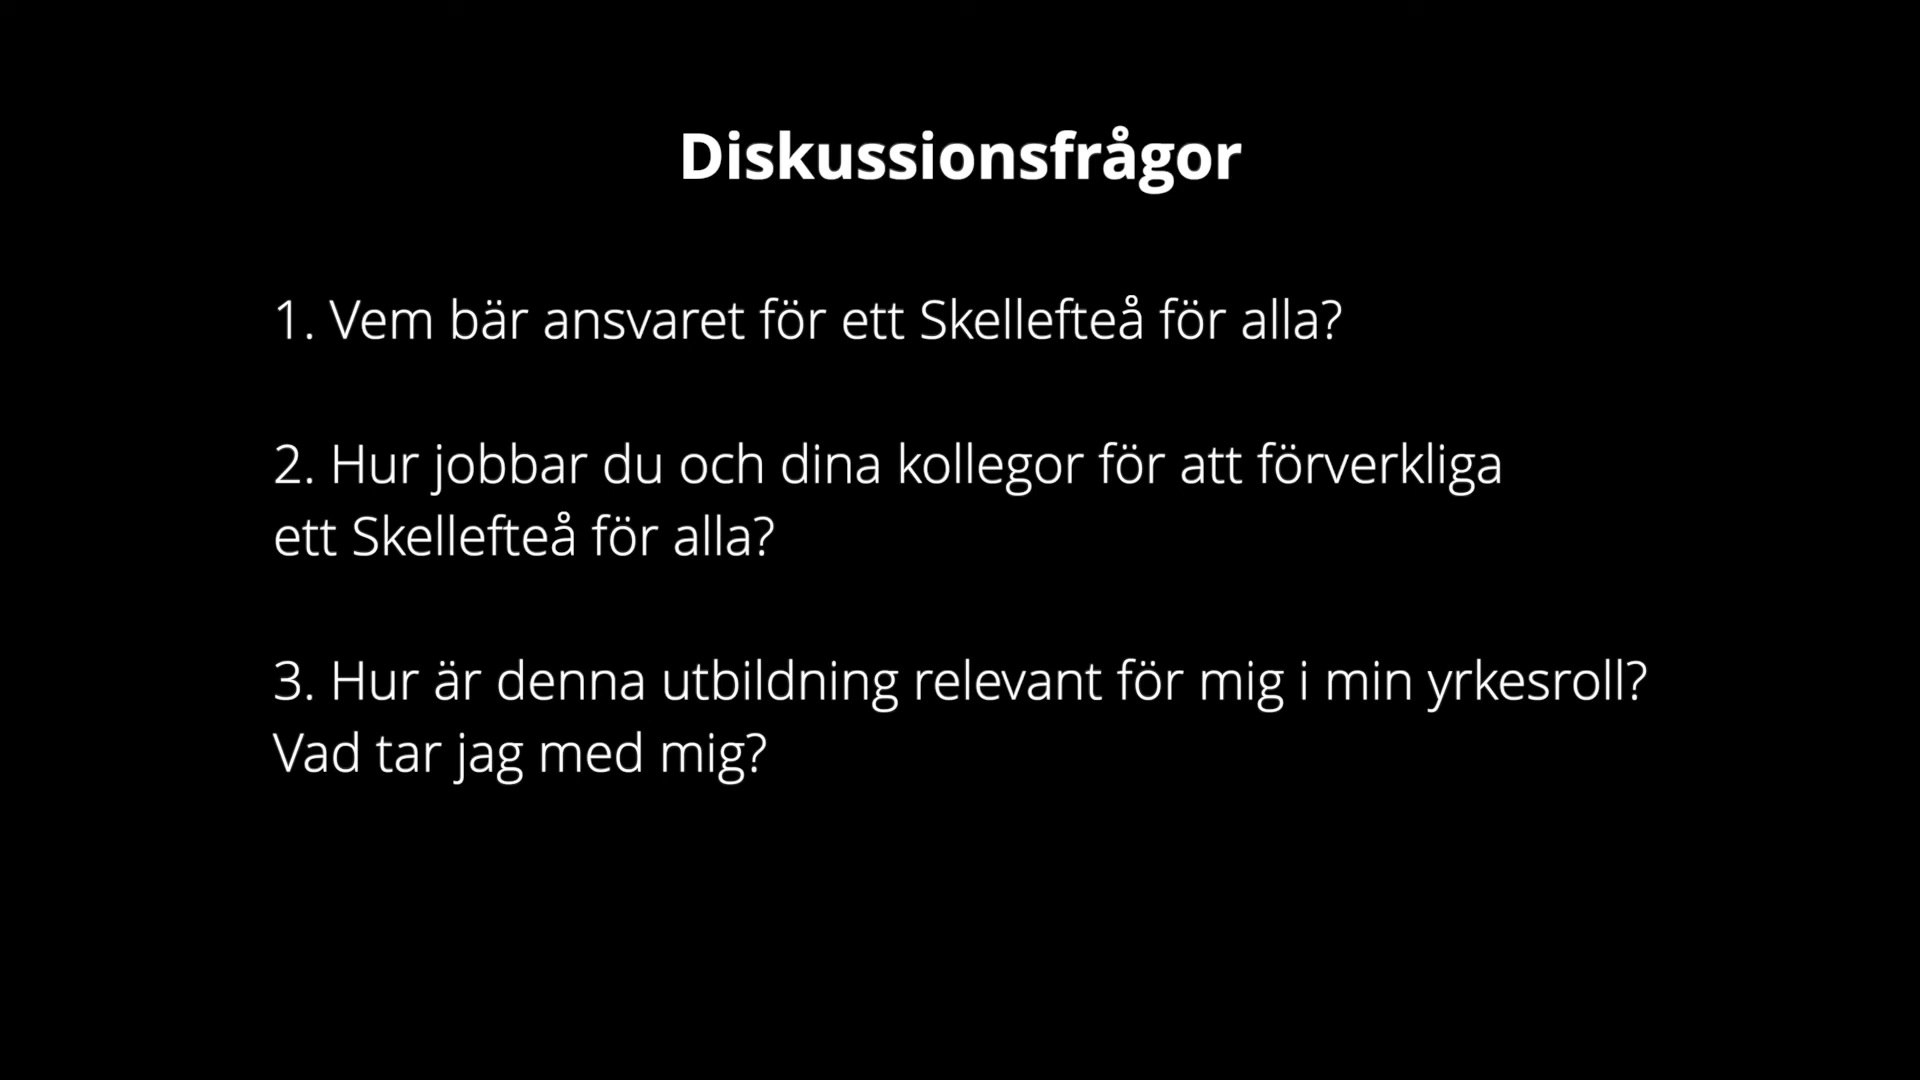 Diskussionsfrågor
1. Vem bär ansvaret för ett Skellefteå för alla?
2. Hur jobbar du och dina kollegor för att förverkliga
ett Skellefteå för alla?
3. Hur är denna utbildning relevant för mig i min yrkesroll?
Vad tar jag med mig?